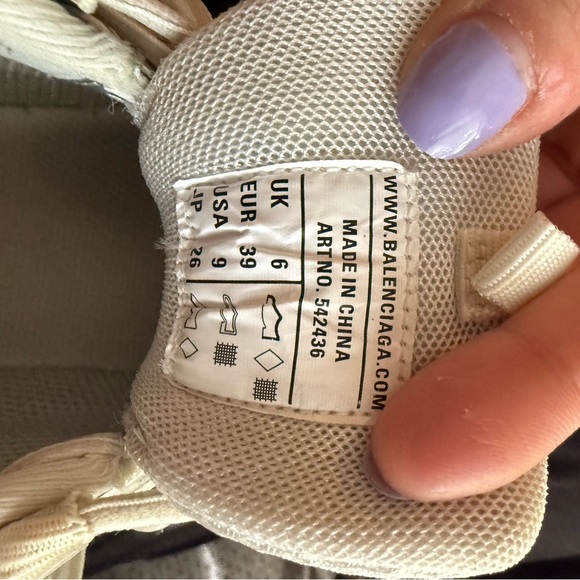 WWW.BALENCIAGA.COM
MADE IN CHINA
ARTNO. 542436
UK 6
EUR 39
USA 9
JP 26